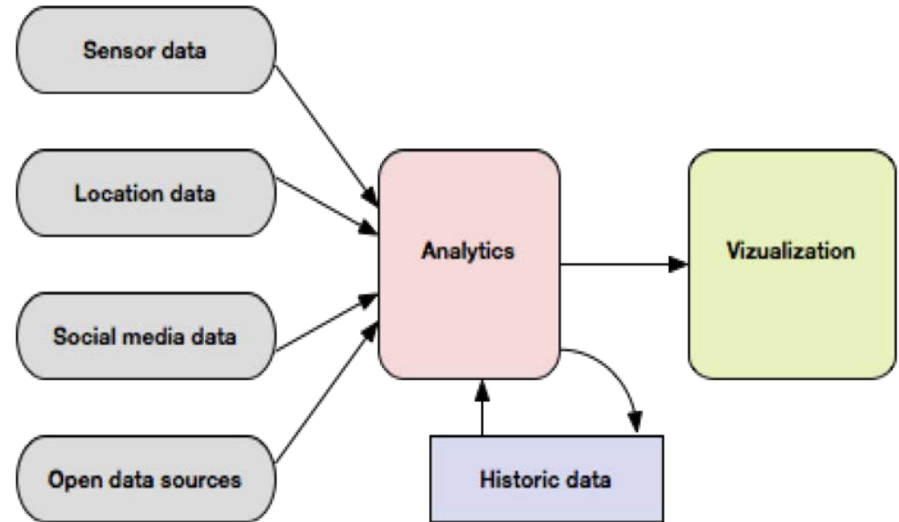 Sensor data
Location data
Social media data
Open data sources
Analytics
Vizualization
Historic data